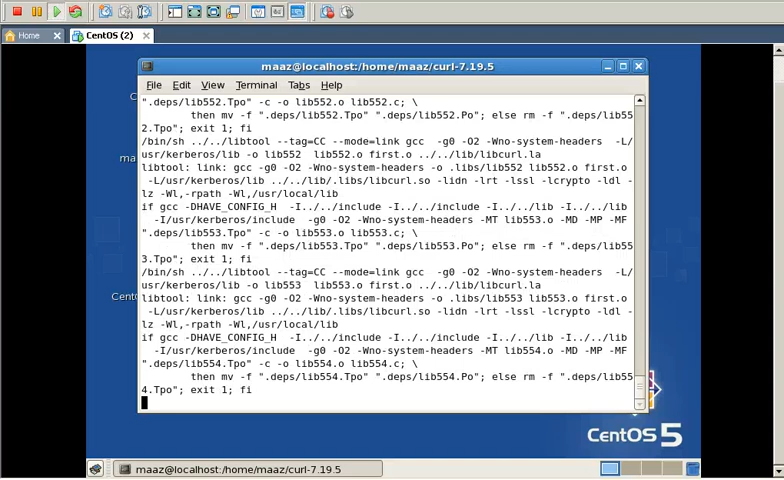 Home
CentOS (2)
maaz@localhost:/home/maaz/curl-7.19.5
File Edit View Terminal Tabs Help
".deps/lib552.Tpo" -c -o lib552.o lib552.c; \
then mv -f ".deps/lib552.Tpo" ".deps/lib552.Po"; else rm -f ".deps/lib55
2.Tpo"; exit 1; fi
/bin/sh ../../libtool --tag=CC --mode=link gcc -g0 -O2 -Wno-system-headers -L/
usr/kerberos/lib -o lib552 lib552.o first.o ../../lib/libcurl.la
libtool: link: gcc -g0 -O2 -Wno-system-headers -o .libs/lib552 lib552.o first.o
-L/usr/kerberos/lib ../../lib/.libs/libcurl.so -lidn -lrt -lssl -lcrypto -ldl -
lz -Wl,-rpath -Wl,/usr/local/lib
if gcc -DHAVE_CONFIG_H -I../../include -I../../include -I../../lib -I../../lib
-I/usr/kerberos/include -g0 -O2 -Wno-system-headers -MT lib553.o -MD -MP -MF
".deps/lib553.Tpo" -c -o lib553.o lib553.c; \
then mv -f ".deps/lib553.Tpo" ".deps/lib553.Po"; else rm -f ".deps/lib55
3.Tpo"; exit 1; fi
/bin/sh ../../libtool --tag=CC --mode=link gcc -g0 -O2 -Wno-system-headers -L/
usr/kerberos/lib -o lib553 lib553.o first.o ../../lib/libcurl.la
libtool: link: gcc -g0 -O2 -Wno-system-headers -o .libs/lib553 lib553.o first.o
-L/usr/kerberos/lib ../../lib/.libs/libcurl.so -lidn -lrt -lssl -lcrypto -ldl -
lz -Wl,-rpath -Wl,/usr/local/lib
if gcc -DHAVE_CONFIG_H -I../../include -I../../include -I../../lib -I../../lib
-I/usr/kerberos/include -g0 -O2 -Wno-system-headers -MT lib554.o -MD -MP -MF
".deps/lib554.Tpo" -c -o lib554.o lib554.c; \
then mv -f ".deps/lib554.Tpo" ".deps/lib554.Po"; else rm -f ".deps/lib55
4.Tpo"; exit 1; fi
ma
CentOS 5
maaz@localhost:/home/maaz/curl-7.19.5